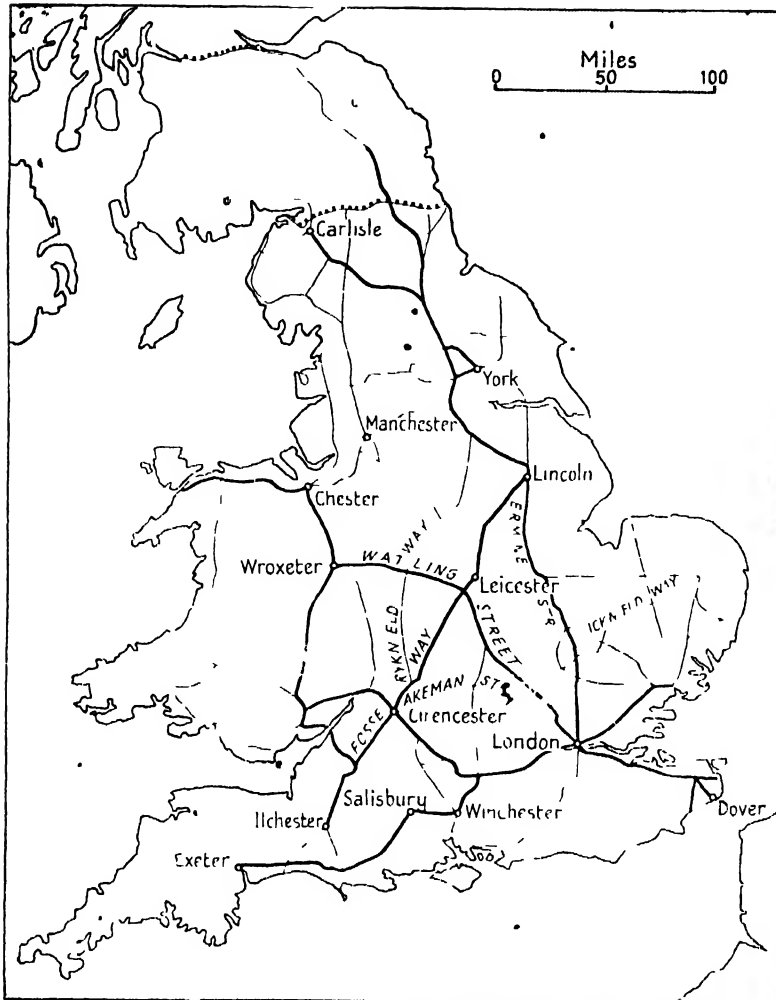 Miles
0 50 100
Carlisle
York
Manchester
Lincoln
Chester
ERMINE STR
WAY
Wroxeter
WATLING STREET
Leicester
ICKNIELD WAY
RYKNIELD
FOSSE WAY
AKEMAN ST
Cirencester
London
Salisbury
Winchester
Ilchester
Dover
Exeter